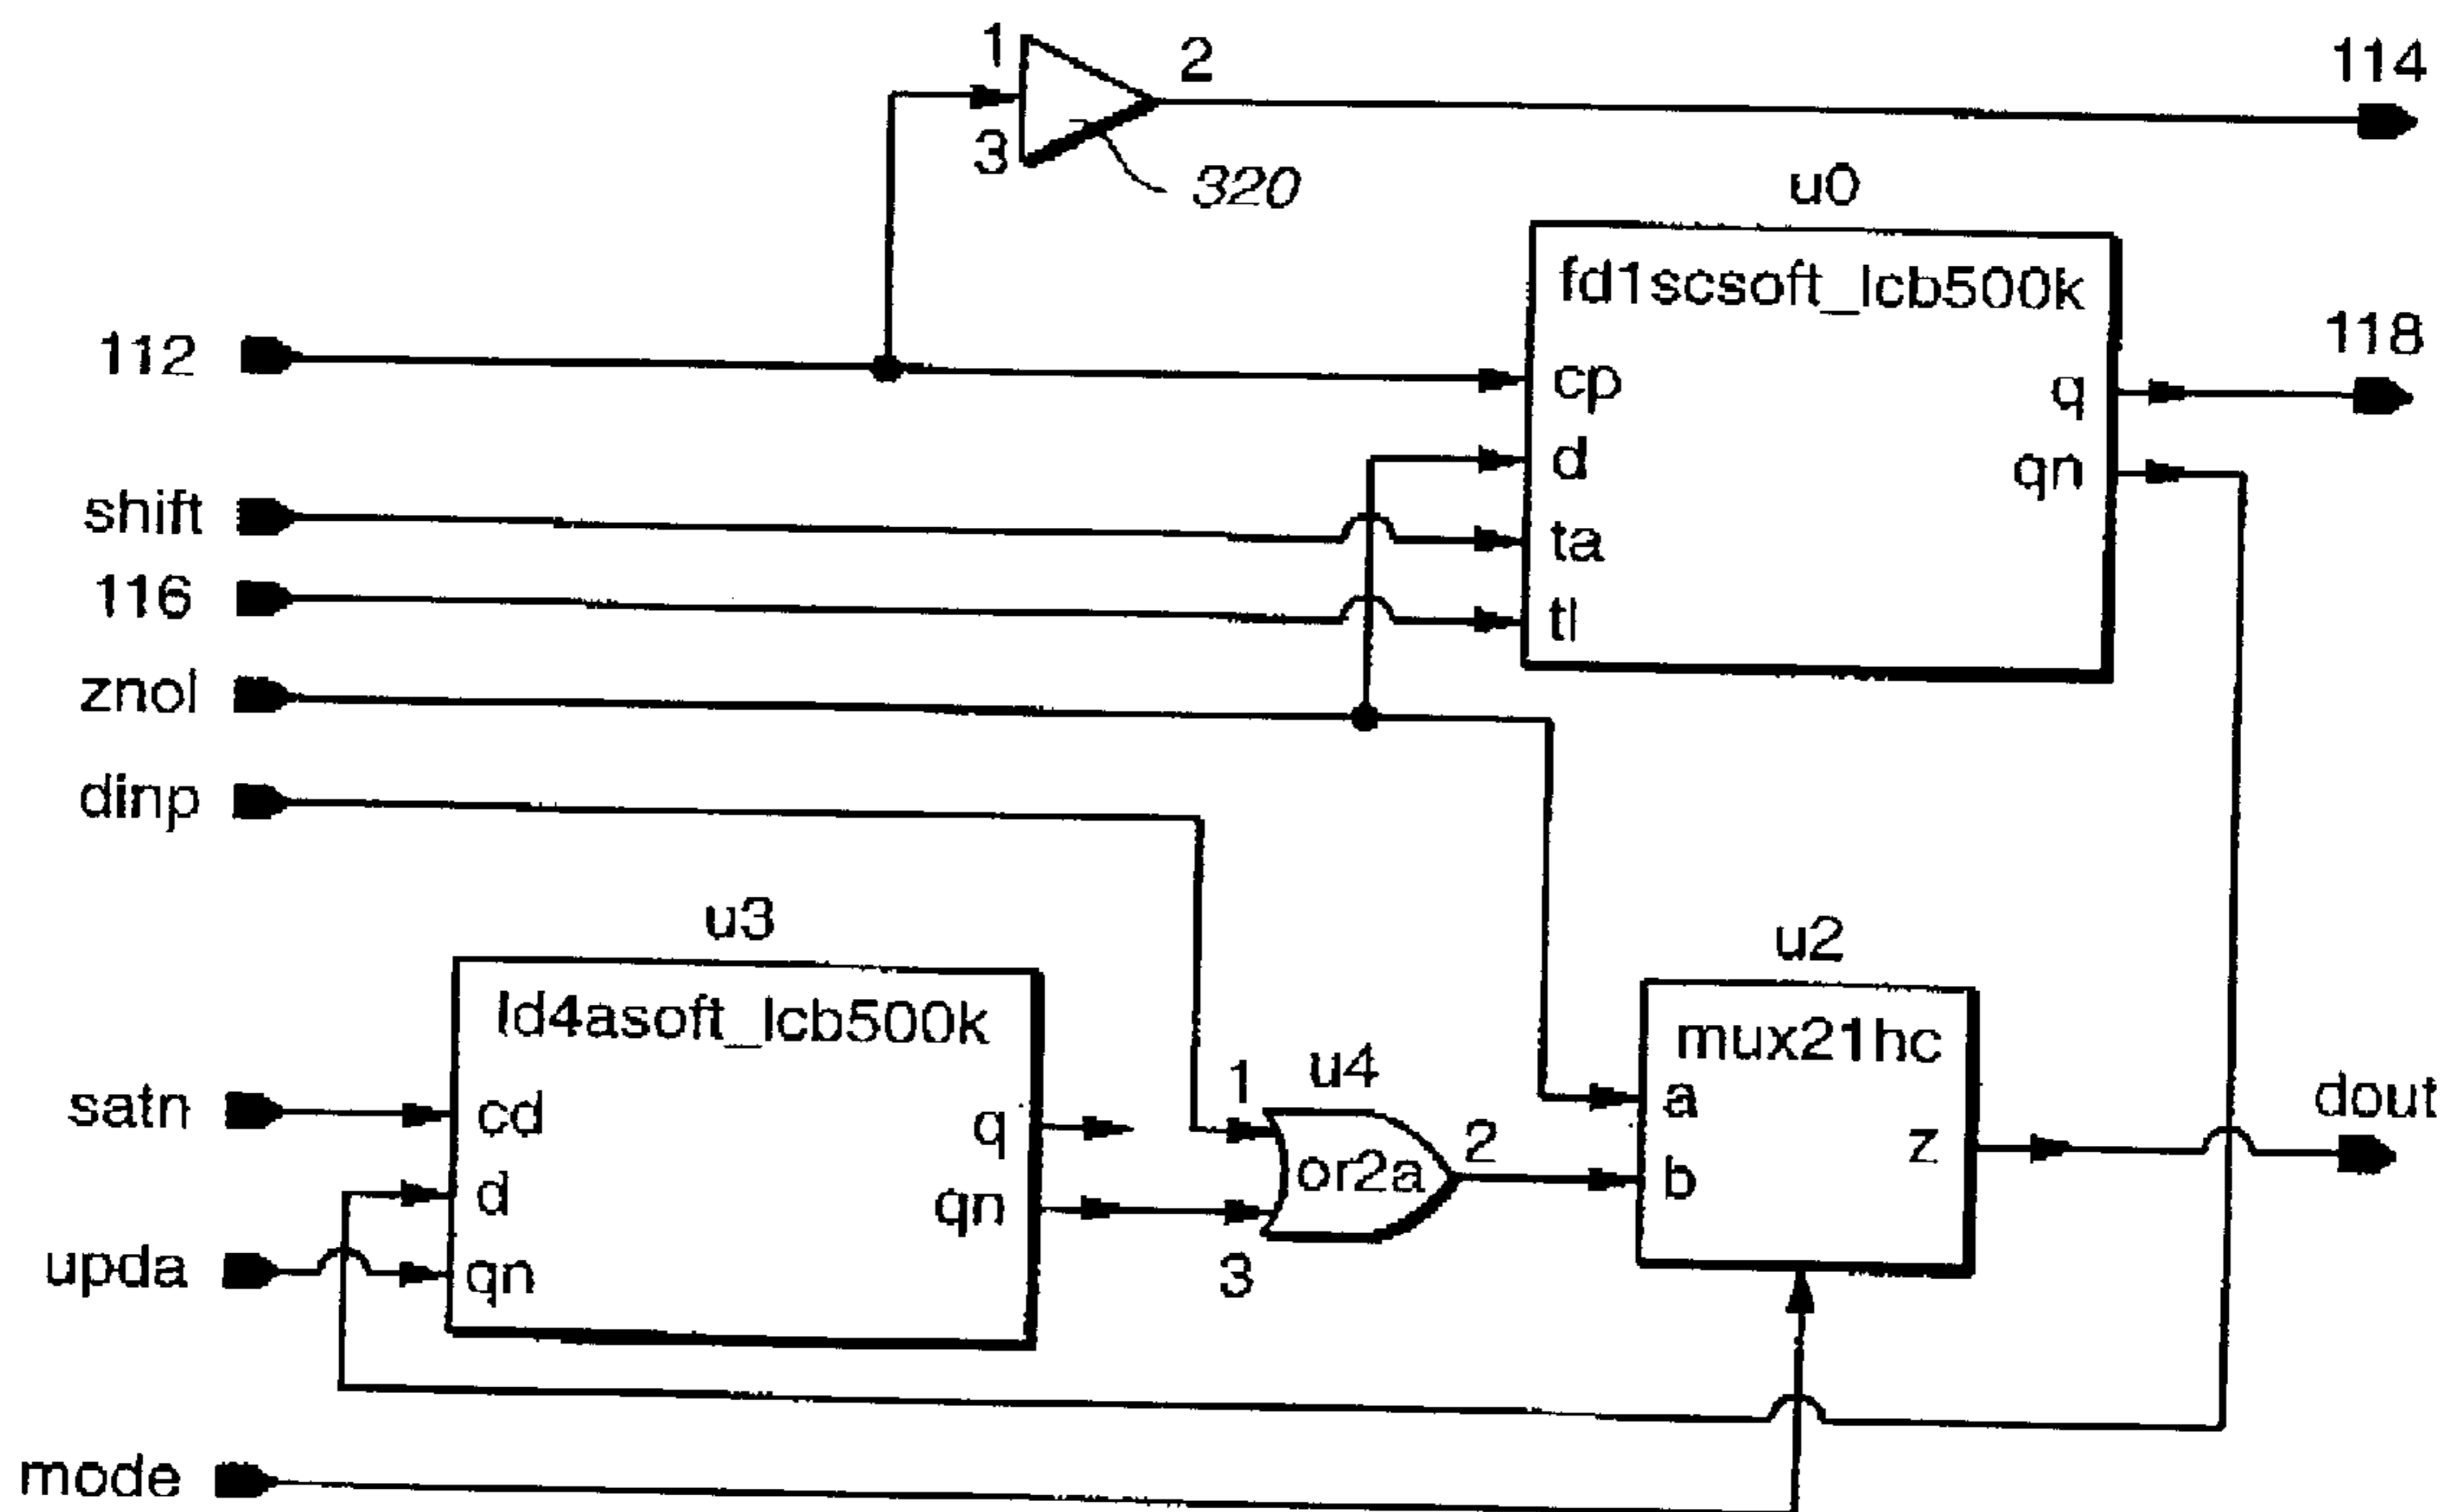 1
2
114
3
320
u0
fd1scsoft_lcb500k
112
cp
q
118
d
qn
shift
ta
116
tl
znol
dinp
u3
u2
ld4asoft_lcb500k
mux21hc
satn
cd
q
1
u4
a
dout
d
qn
or2a
2
z
b
upda
qn
3
mode